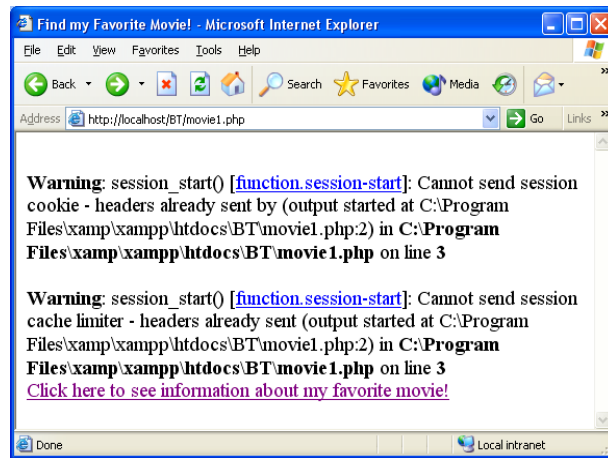 Find my Favorite Movie! - Microsoft Internet Explorer
File Edit View Favorites Tools Help
Back Search Favorites Media
Address http://localhost/BT/movie1.php Go Links
Warning: session_start() [function.session-start]: Cannot send session
cookie - headers already sent by (output started at C:\Program
Files\xamp\xampp\htdocs\BT\movie1.php:2) in C:\Program
Files\xamp\xampp\htdocs\BT\movie1.php on line 3
Warning: session_start() [function.session-start]: Cannot send session
cache limiter - headers already sent (output started at C:\Program
Files\xamp\xampp\htdocs\BT\movie1.php:2) in C:\Program
Files\xamp\xampp\htdocs\BT\movie1.php on line 3
Click here to see information about my favorite movie!
Done Local intranet